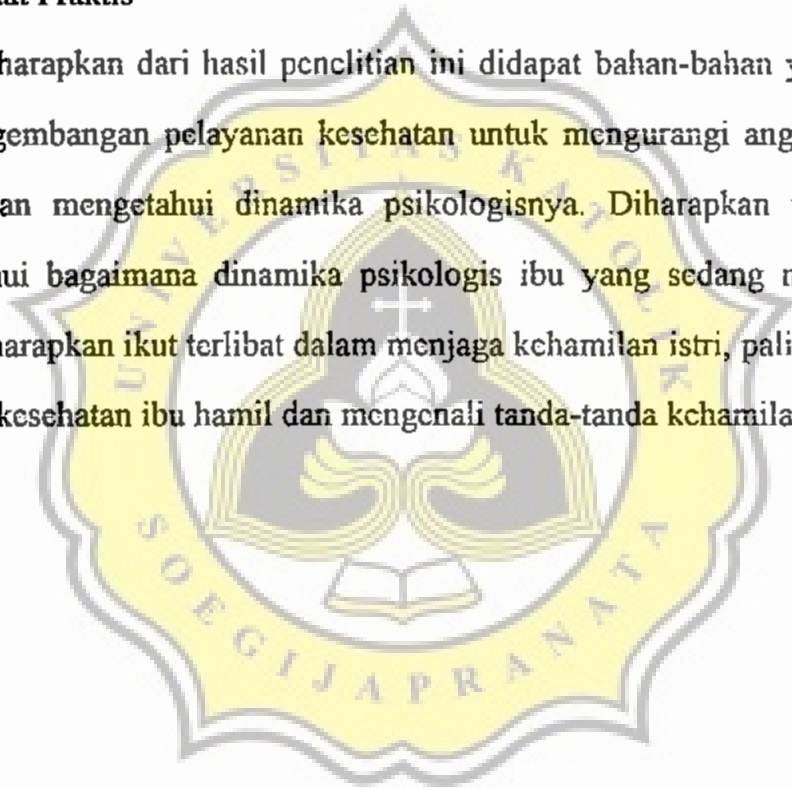 at Praktis
harapkan dari hasil penelitian ini didapat bahan-bahan y
gembangan pelayanan kesehatan untuk mengurangi ang
an mengetahui dinamika psikologisnya. Diharapkan
ui bagaimana dinamika psikologis ibu yang sedang
harapkan ikut terlibat dalam menjaga kehamilan istri, pali
kesehatan ibu hamil dan mengenali tanda-tanda kehamila
UNIVERSITAS KATOLIK
SOEGIJAPRANATA